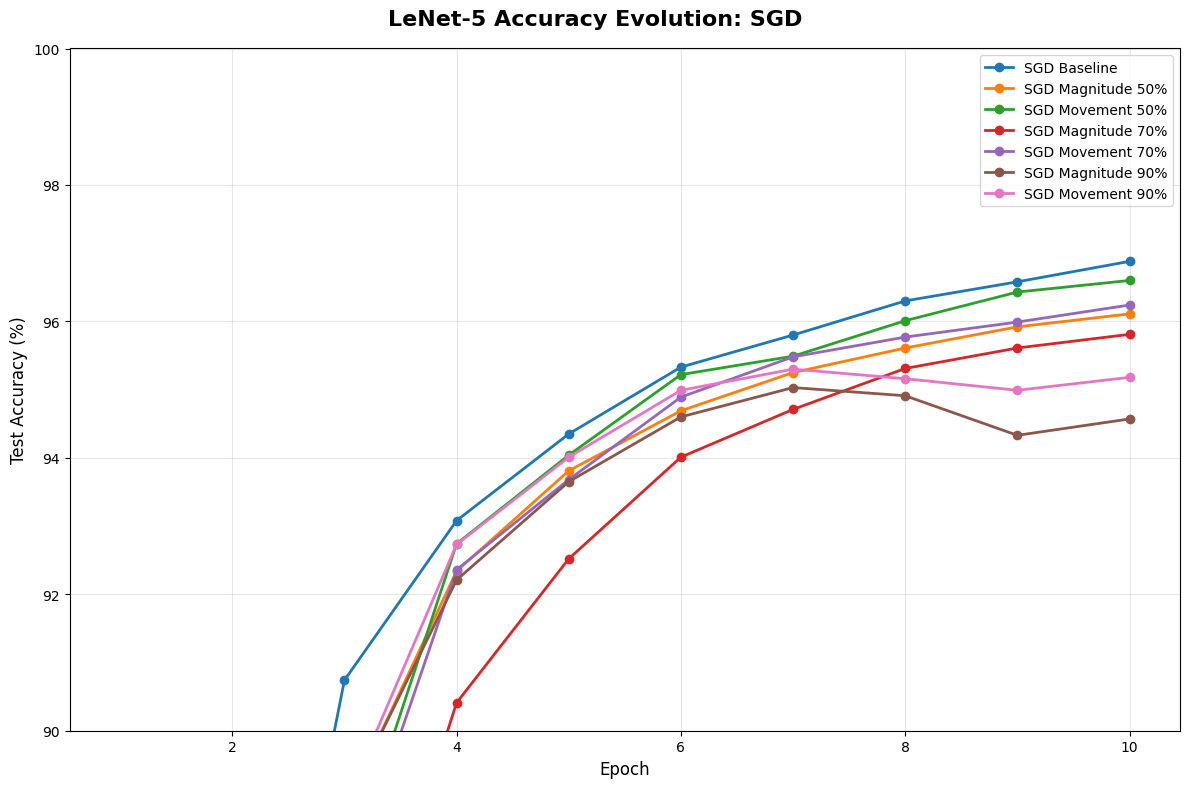 LeNet-5 Accuracy Evolution: SGD
100
98
96
94
92
90
Test Accuracy (%)
SGD Baseline
SGD Magnitude 50%
SGD Movement 50%
SGD Magnitude 70%
SGD Movement 70%
SGD Magnitude 90%
SGD Movement 90%
2
4
6
8
10
Epoch